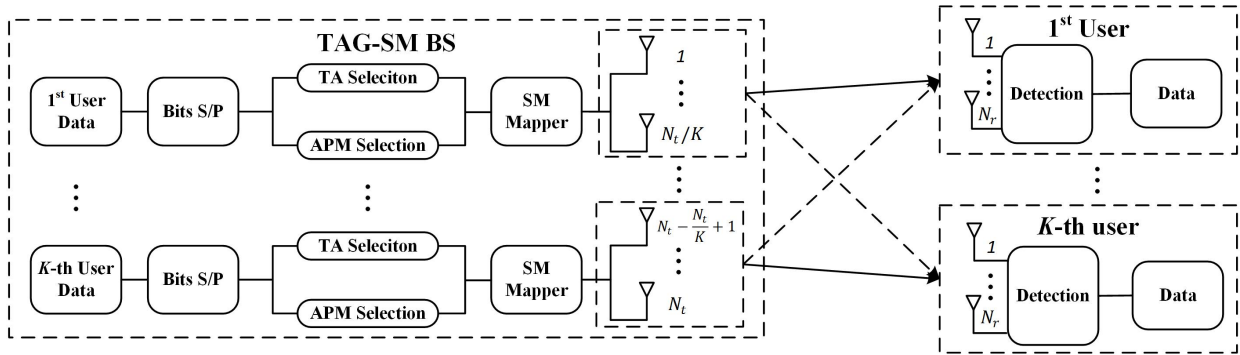 TAG-SM BS
1st User
Data
Bits S/P
TA Seleciton
APM Selection
SM
Mapper
1
⋮
N_t/K
⋮
⋮
⋮
K-th User
Data
Bits S/P
TA Seleciton
APM Selection
SM
Mapper
N_t − N_t/K + 1
⋮
N_t
1st User
1
⋮
N_r
Detection
Data
⋮
K-th user
1
⋮
N_r
Detection
Data